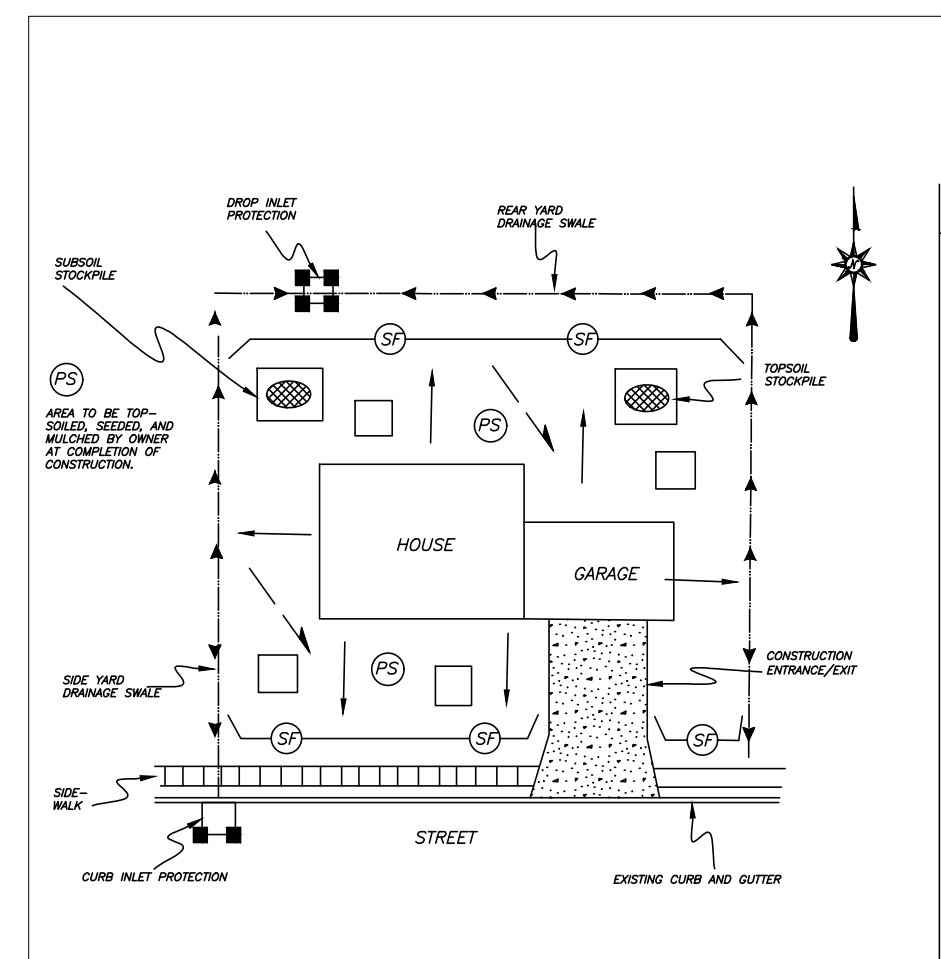 DROP INLET
PROTECTION
REAR YARD
DRAINAGE SWALE
N
SUBSOIL
STOCKPILE
SF
SF
TOPSOIL
STOCKPILE
PS
AREA TO BE TOP-
SOILED, SEEDED, AND
MULCHED BY OWNER
AT COMPLETION OF
CONSTRUCTION.
PS
HOUSE
GARAGE
CONSTRUCTION
ENTRANCE/EXIT
PS
SIDE YARD
DRAINAGE SWALE
SF
SF
SF
SIDE-
WALK
STREET
CURB INLET PROTECTION
EXISTING CURB AND GUTTER